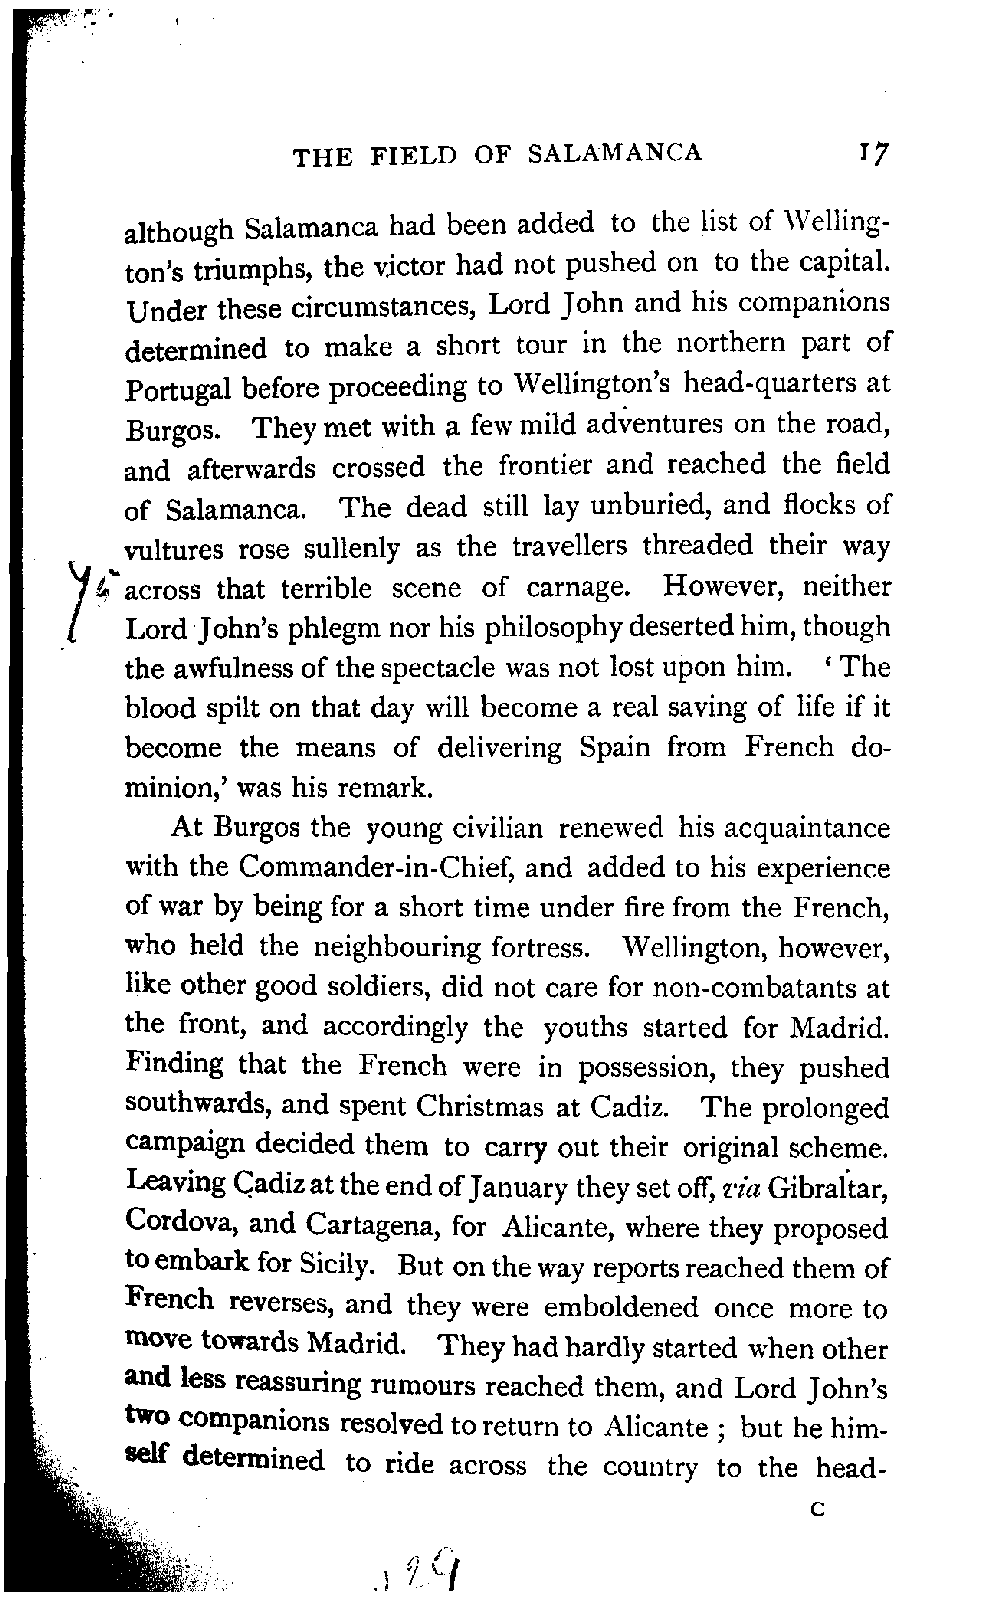 THE FIELD OF SALAMANCA 17
although Salamanca had been added to the list of Welling-
ton's triumphs, the victor had not pushed on to the capital.
Under these circumstances, Lord John and his companions
determined to make a short tour in the northern part of
Portugal before proceeding to Wellington's head-quarters at
Burgos. They met with a few mild adventures on the road,
and afterwards crossed the frontier and reached the field
of Salamanca. The dead still lay unburied, and flocks of
vultures rose sullenly as the travellers threaded their way
across that terrible scene of carnage. However, neither
Lord John's phlegm nor his philosophy deserted him, though
the awfulness of the spectacle was not lost upon him. ‘The
blood spilt on that day will become a real saving of life if it
become the means of delivering Spain from French do-
minion,’ was his remark.
At Burgos the young civilian renewed his acquaintance
with the Commander-in-Chief, and added to his experience
of war by being for a short time under fire from the French,
who held the neighbouring fortress. Wellington, however,
like other good soldiers, did not care for non-combatants at
the front, and accordingly the youths started for Madrid.
Finding that the French were in possession, they pushed
southwards, and spent Christmas at Cadiz. The prolonged
campaign decided them to carry out their original scheme.
Leaving Cadiz at the end of January they set off, via Gibraltar,
Cordova, and Cartagena, for Alicante, where they proposed
to embark for Sicily. But on the way reports reached them of
French reverses, and they were emboldened once more to
move towards Madrid. They had hardly started when other
and less reassuring rumours reached them, and Lord John's
two companions resolved to return to Alicante ; but he him-
self determined to ride across the country to the head-
C
29